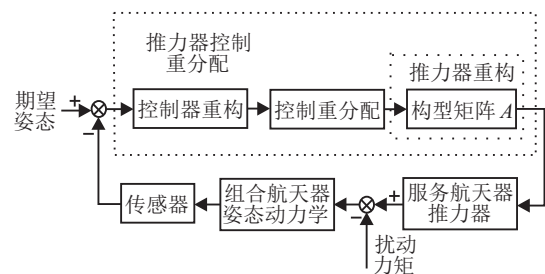 推力器控制
重分配
推力器重构
期望
姿态
+
−
控制器重构
控制重分配
构型矩阵 A
传感器
组合航天器
姿态动力学
−
+
服务航天器
推力器
扰动
力矩